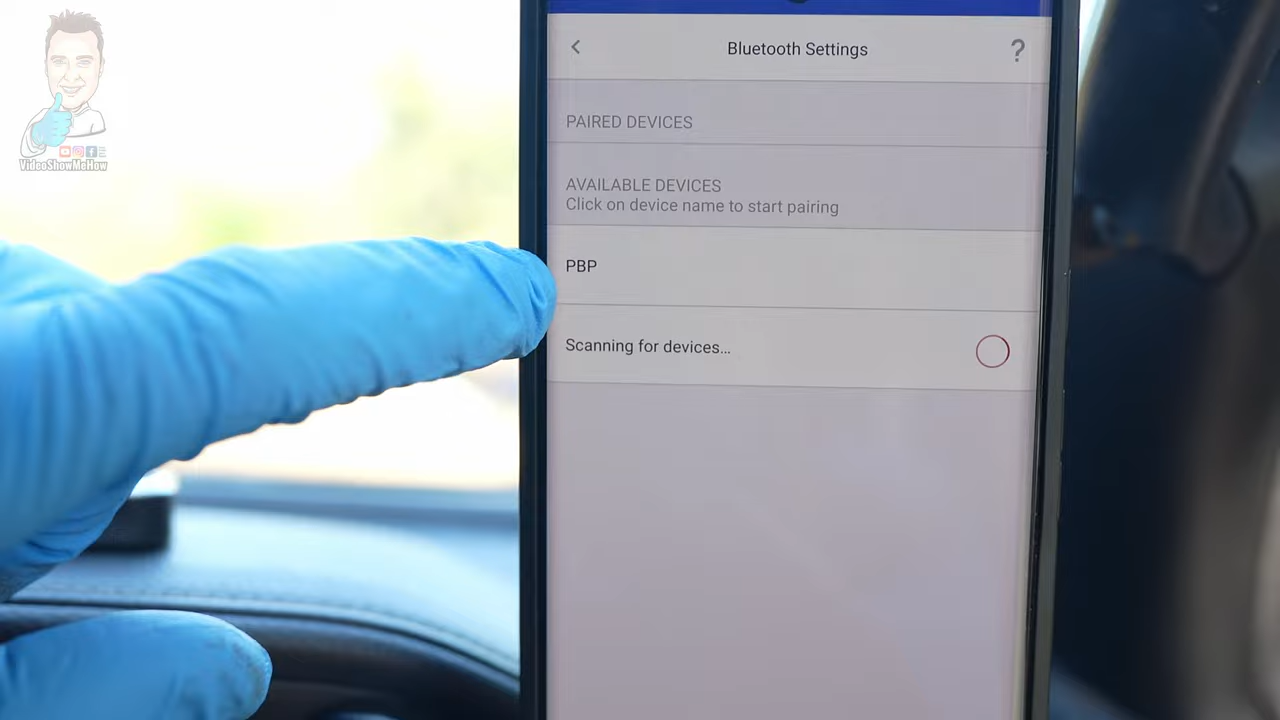 VideoShowMeHow
Bluetooth Settings
?
PAIRED DEVICES
AVAILABLE DEVICES
Click on device name to start pairing
PBP
Scanning for devices...